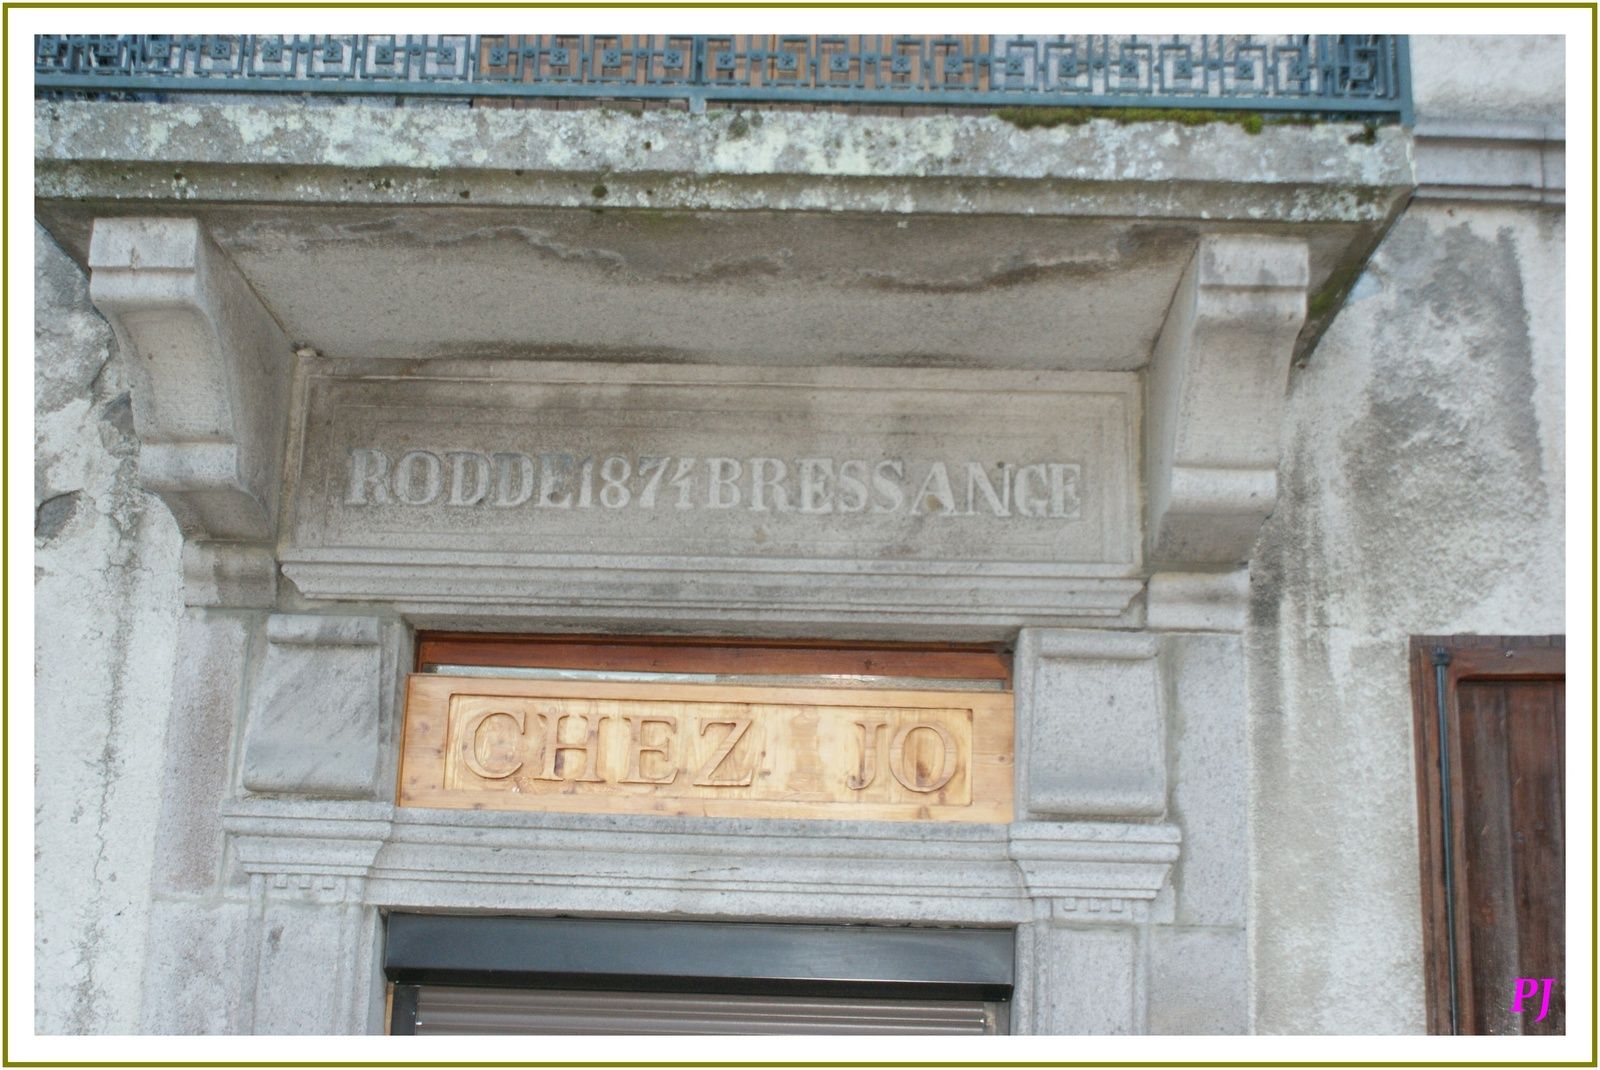 RODDE 1874 BRESSANGE
CHEZ JO
PJ